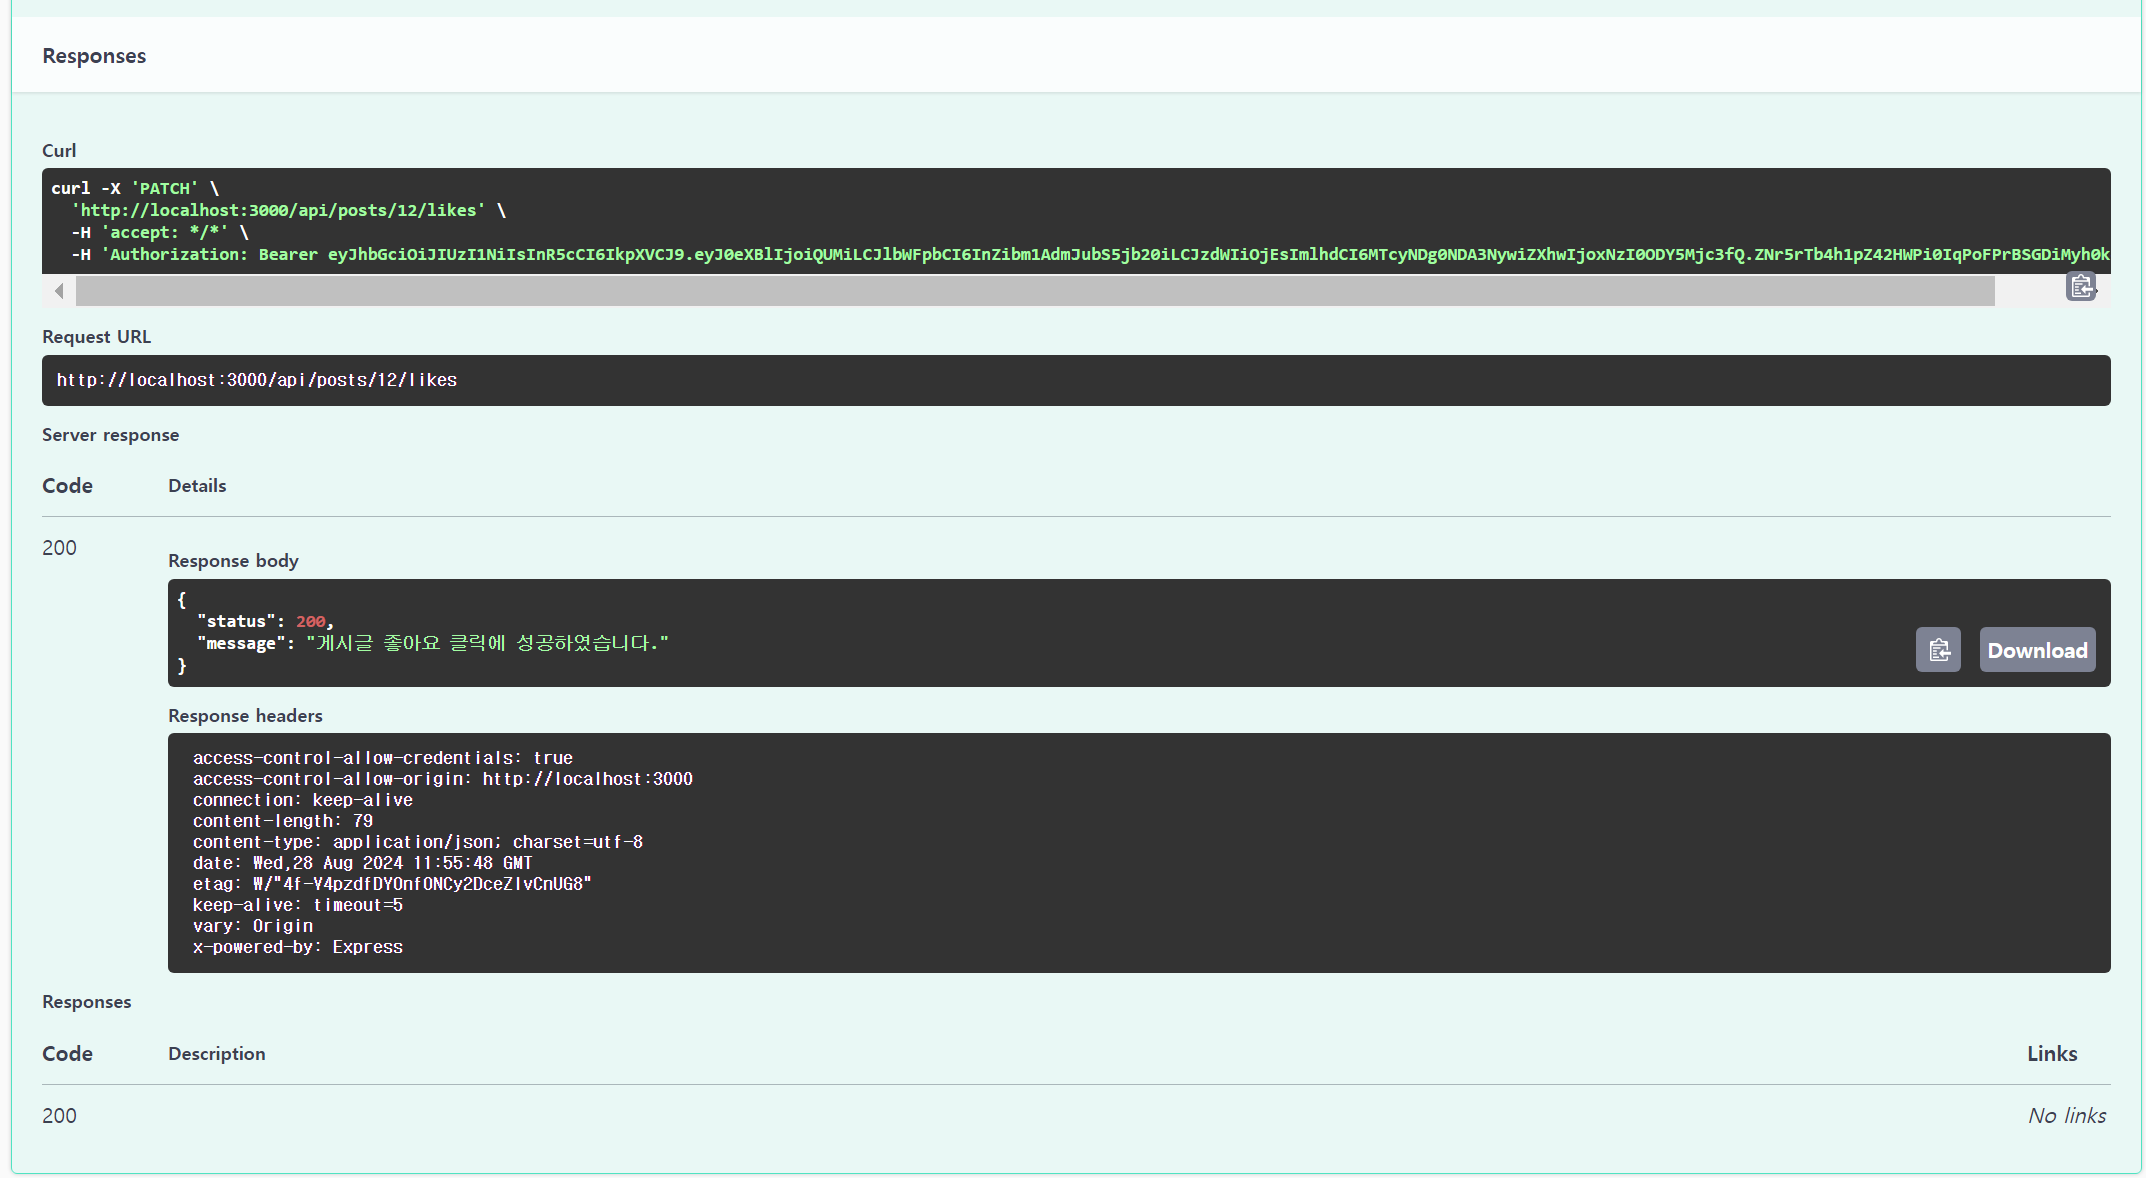 Responses
Curl
curl -X 'PATCH' \
'http://localhost:3000/api/posts/12/likes' \
-H 'accept: */*' \
-H 'Authorization: Bearer eyJhbGciOiJIUzI1NiIsInR5cCI6IkpXVCJ9.eyJ0eXBlIjoiQUMiLCJlbWFpbCI6InZibm1AdmJubS5jb20iLCJzdWIiOjEsImlhdCI6MTcyNDg0NDA3NywiZXhwIjoxNzI0ODY5Mjc3fQ.ZNr5rTb4h1pZ42HWPi0IqPoFPrBSGDiMyh0k
Request URL
http://localhost:3000/api/posts/12/likes
Server response
Code Details
200
Response body
{
"status": 200,
"message": "게시글 좋아요 클릭에 성공하였습니다."
}
Download
Response headers
access-control-allow-credentials: true
access-control-allow-origin: http://localhost:3000
connection: keep-alive
content-length: 79
content-type: application/json; charset=utf-8
date: Wed,28 Aug 2024 11:55:48 GMT
etag: W/"4f-Y4pzdfDYOnfONCy2DceZlvCnUG8"
keep-alive: timeout=5
vary: Origin
x-powered-by: Express
Responses
Code Description Links
200 No links